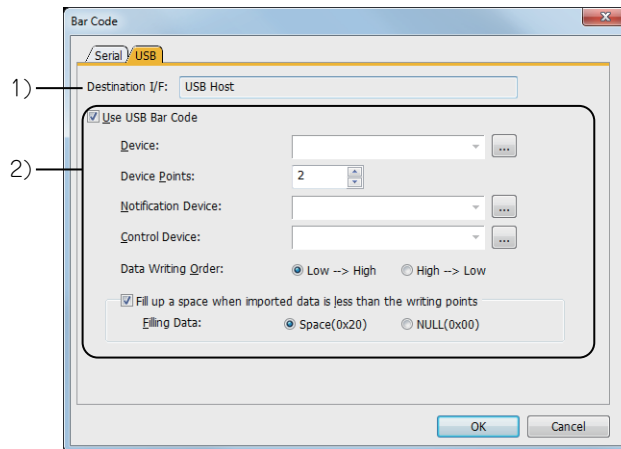 Bar Code
Serial USB
1) Destination I/F: USB Host
Use USB Bar Code
Device: ...
2) Device Points: 2
Notification Device: ...
Control Device: ...
Data Writing Order: Low --> High High --> Low
Fill up a space when imported data is less than the writing points
Filling Data: Space(0x20) NULL(0x00)
OK Cancel